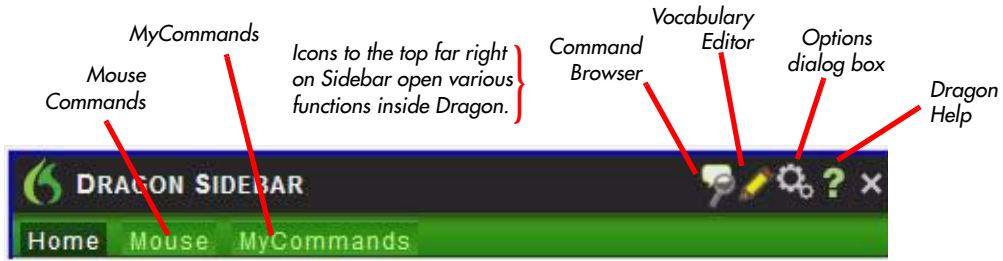 MyCommands
Mouse
Commands
Icons to the top far right
on Sidebar open various
functions inside Dragon.
Command
Browser
Vocabulary
Editor
Options
dialog box
Dragon
Help
DRAGON SIDEBAR
?
×
Home Mouse MyCommands